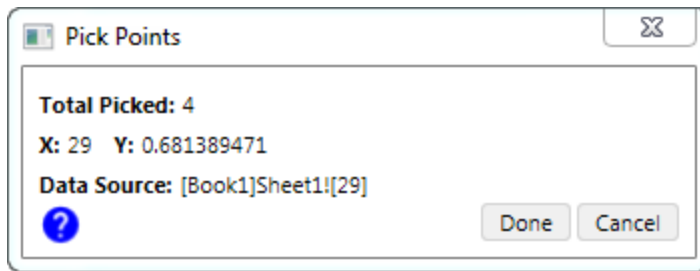 Pick Points
Total Picked: 4
X: 29 Y: 0.681389471
Data Source: [Book1]Sheet1![29]
?
Done Cancel